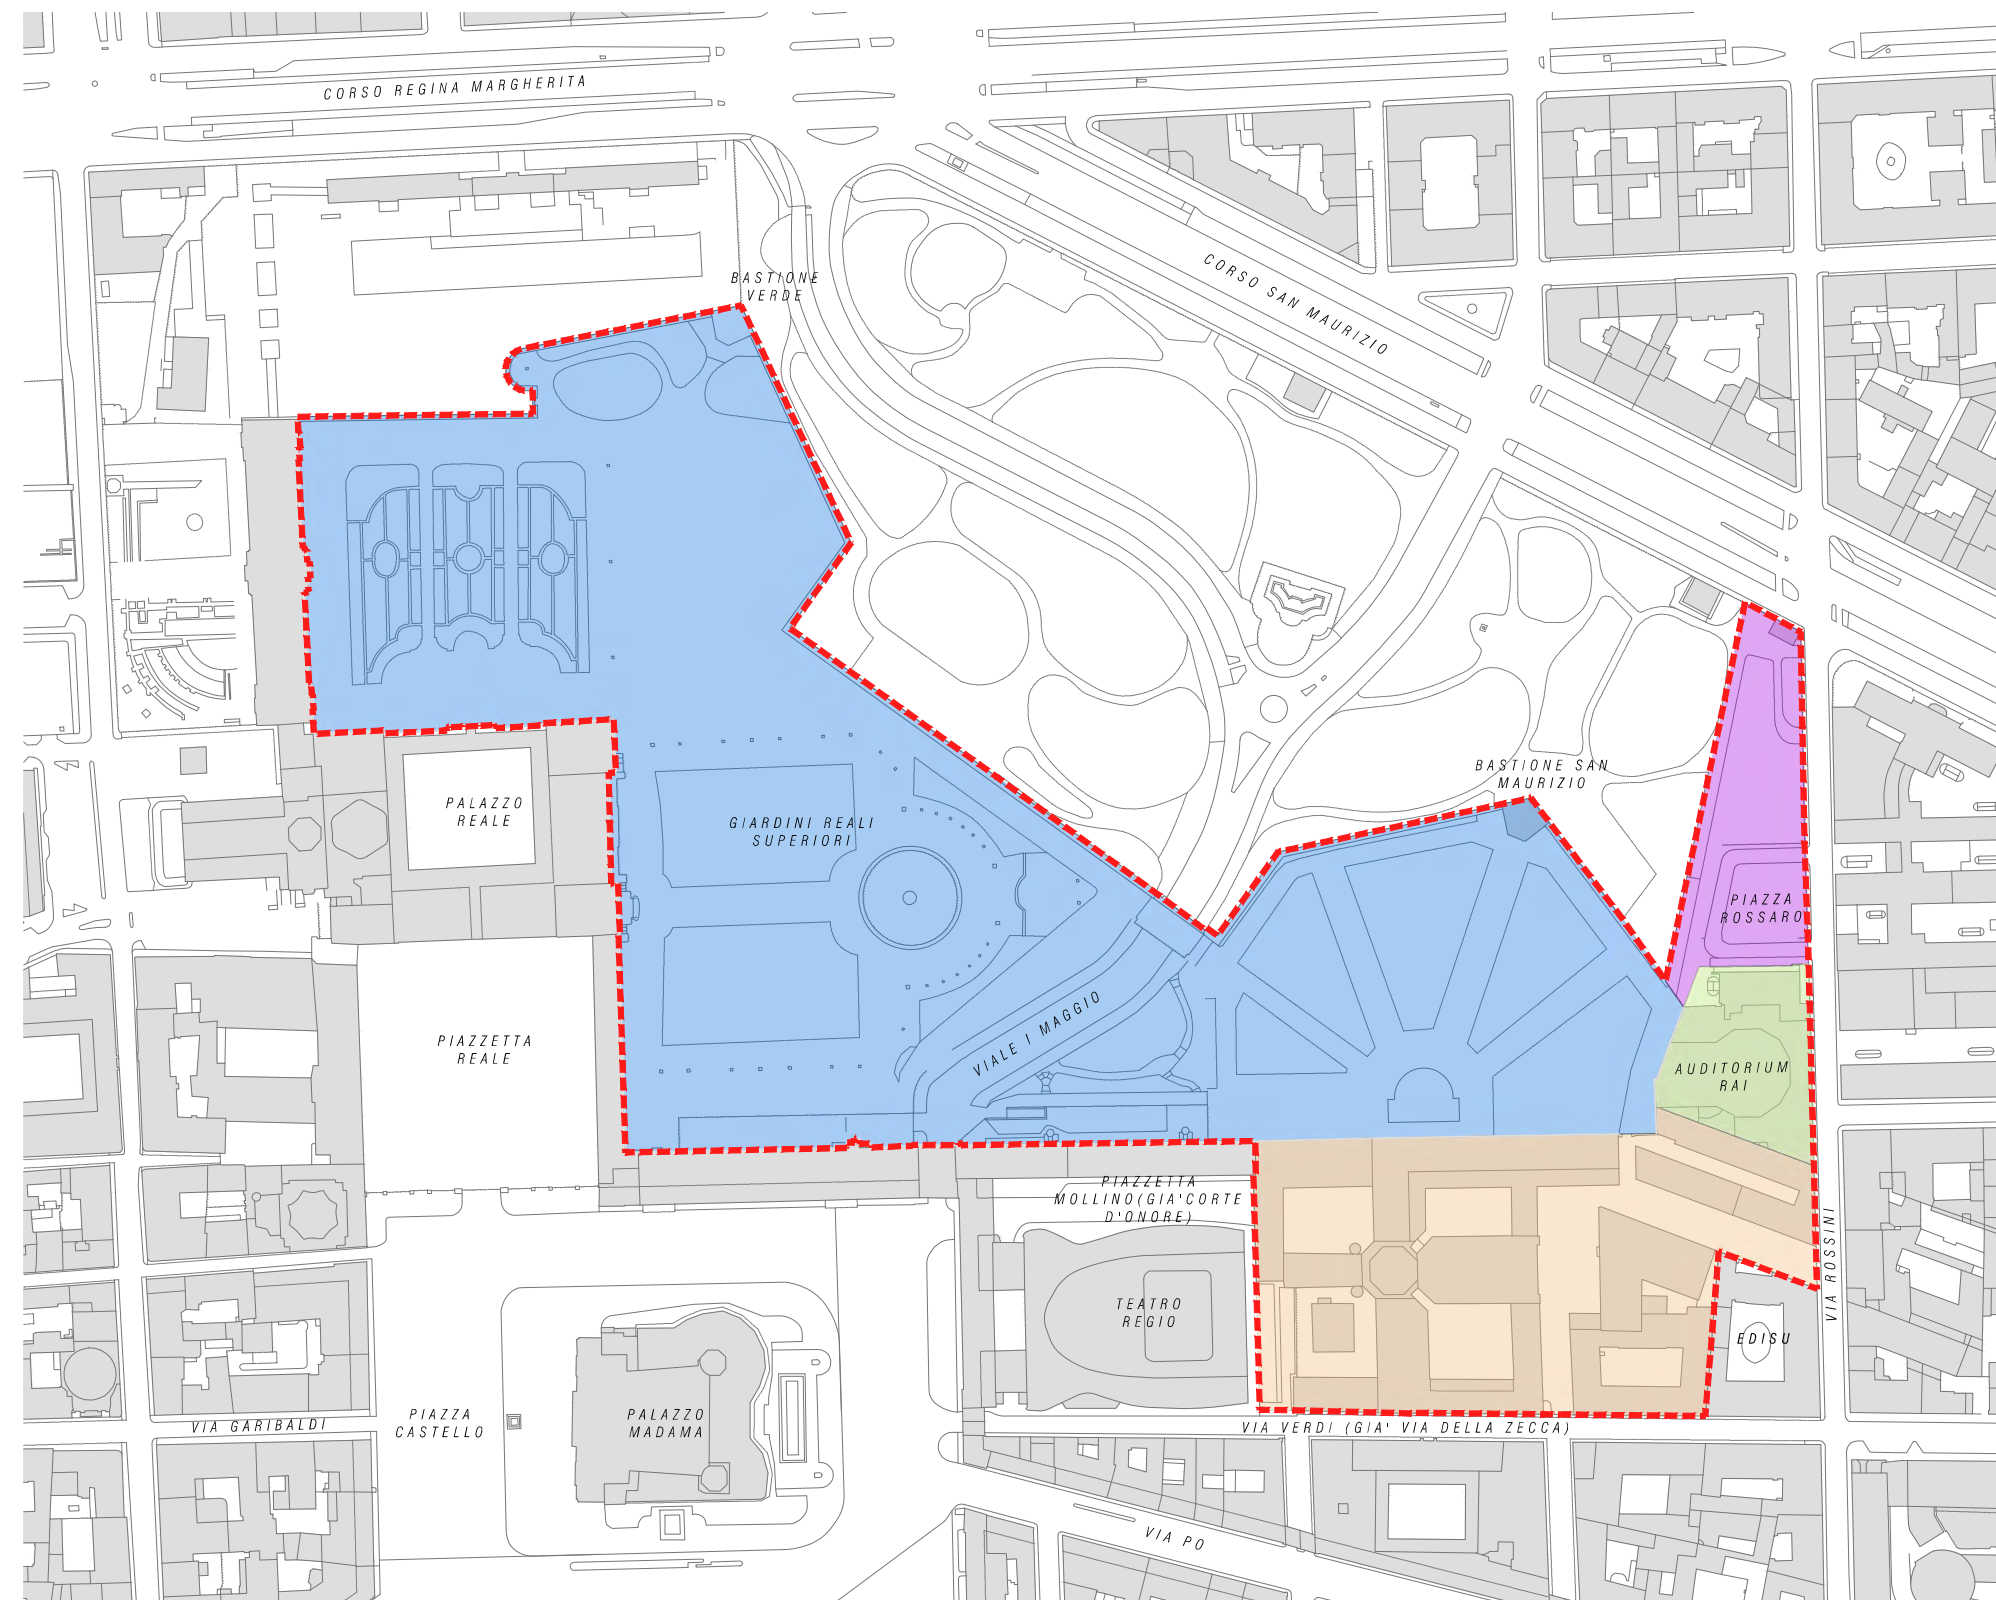 CORSO REGINA MARGHERITA
BASTIONE
VERDE
CORSO SAN MAURIZIO
BASTIONE SAN
MAURIZIO
PALAZZO
REALE
GIARDINI REALI
SUPERIORI
PIAZZA
ROSSARO
PIAZZETTA
REALE
VIALE I MAGGIO
AUDITORIUM
RAI
PIAZZETTA
MOLLINO(GIA'CORTE
D'ONORE)
VIA ROSSINI
TEATRO
REGIO
EDISU
VIA GARIBALDI
PIAZZA
CASTELLO
PALAZZO
MADAMA
VIA VERDI (GIA' VIA DELLA ZECCA)
VIA PO